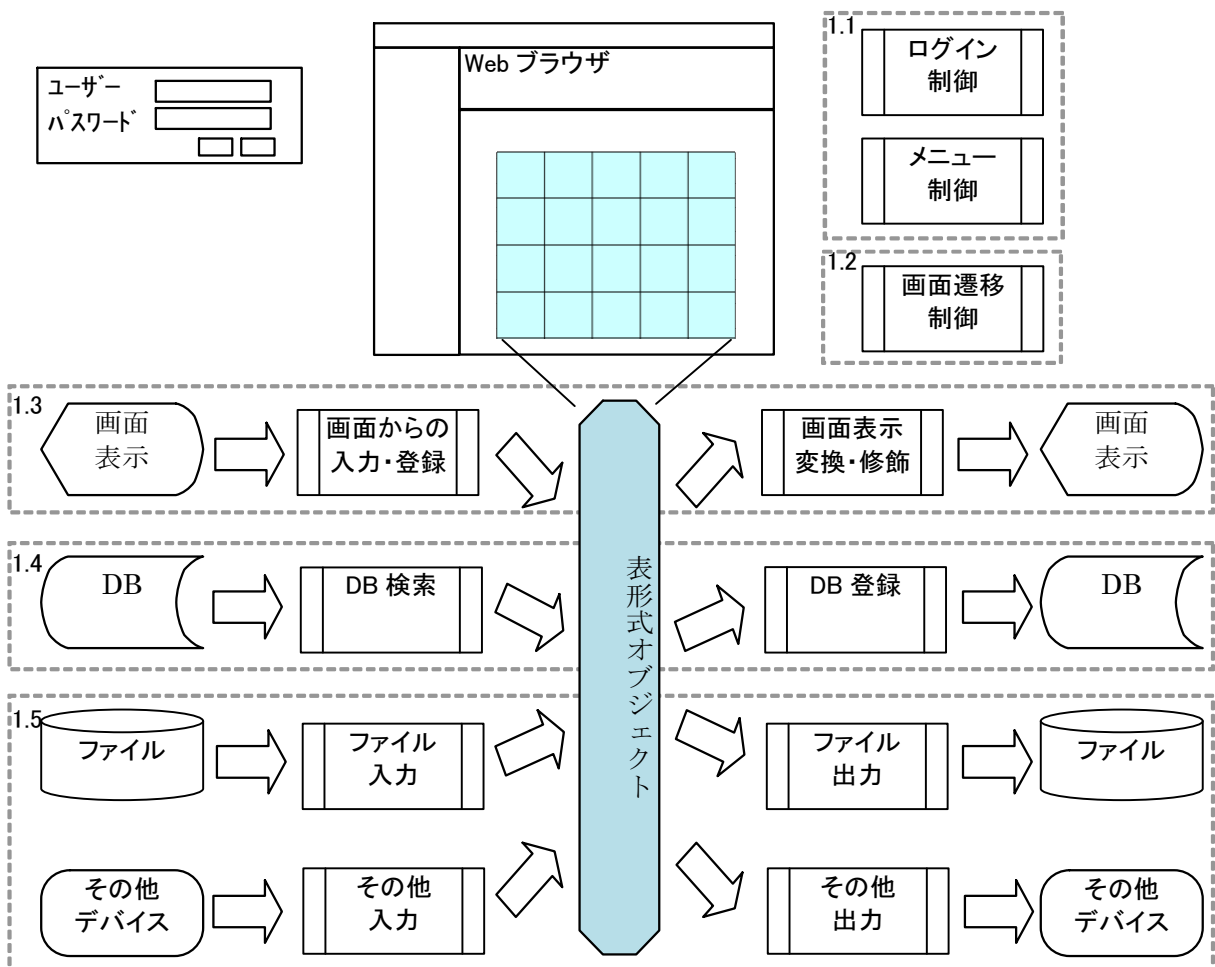 ユーザー
パスワード
Web ブラウザ
1.1
ログイン
制御
メニュー
制御
1.2
画面遷移
制御
1.3
画面
表示
画面からの
入力・登録
画面表示
変換・修飾
画面
表示
1.4
DB
DB 検索
DB 登録
DB
表形式オブジェクト
1.5
ファイル
ファイル
入力
ファイル
出力
ファイル
その他
デバイス
その他
入力
その他
出力
その他
デバイス